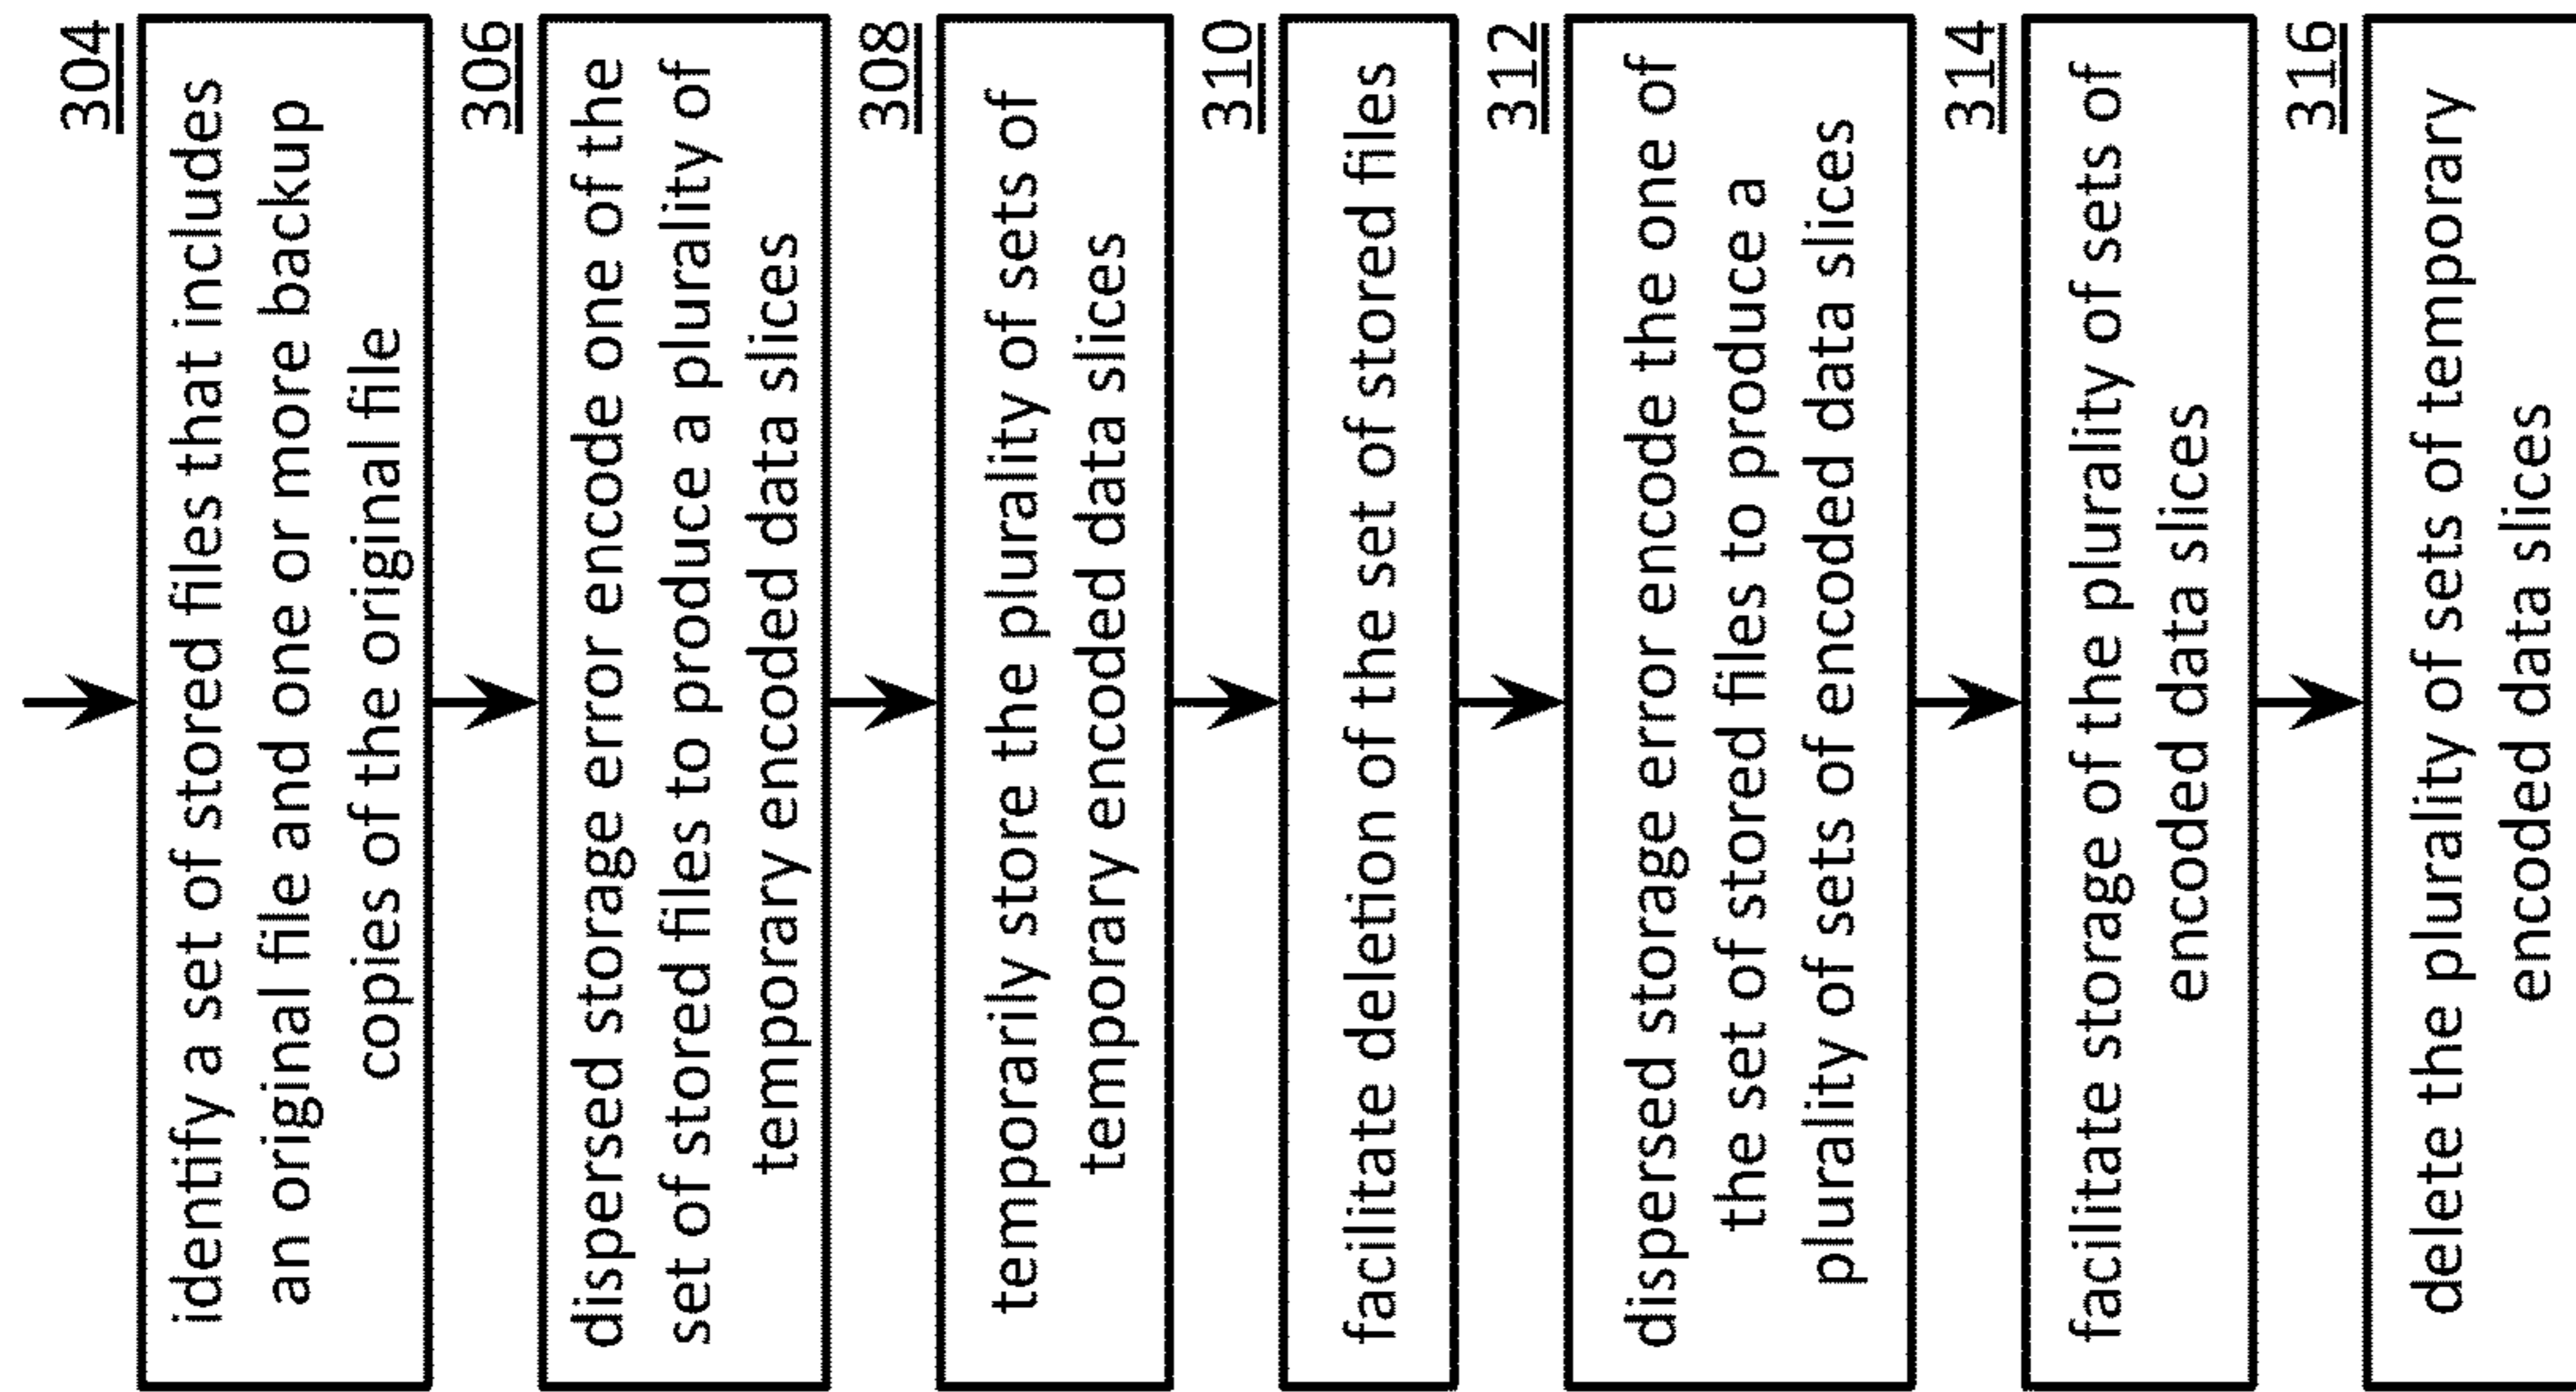 304
identify a set of stored files that includes
an original file and one or more backup
copies of the original file
306
dispersed storage error encode one of the
set of stored files to produce a plurality of
temporary encoded data slices
308
temporarily store the plurality of sets of
temporary encoded data slices
310
facilitate deletion of the set of stored files
312
dispersed storage error encode the one of
the set of stored files to produce a
plurality of sets of encoded data slices
314
facilitate storage of the plurality of sets of
encoded data slices
316
delete the plurality of sets of temporary
encoded data slices